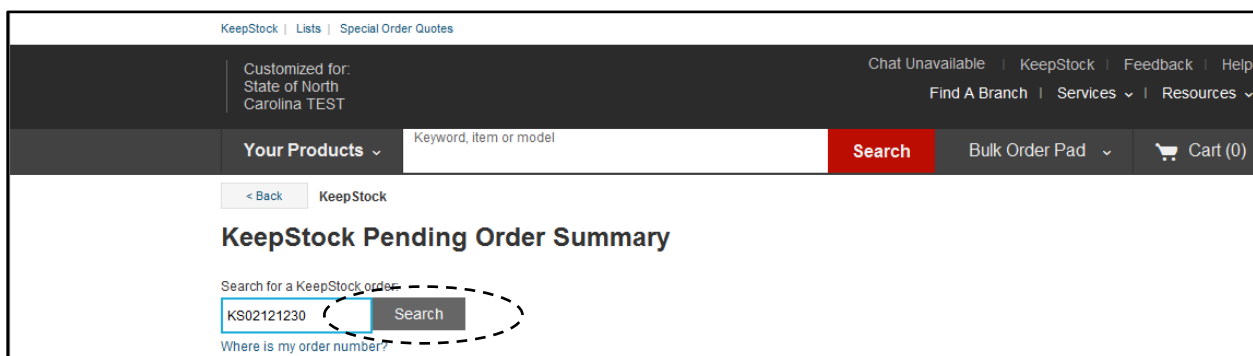 KeepStock | Lists | Special Order Quotes
Customized for:
State of North
Carolina TEST
Chat Unavailable | KeepStock | Feedback | Help
Find A Branch | Services | Resources
Your Products
Keyword, item or model
Search
Bulk Order Pad
Cart (0)
< Back
KeepStock
KeepStock Pending Order Summary
Search for a KeepStock order:
KS02121230
Search
Where is my order number?